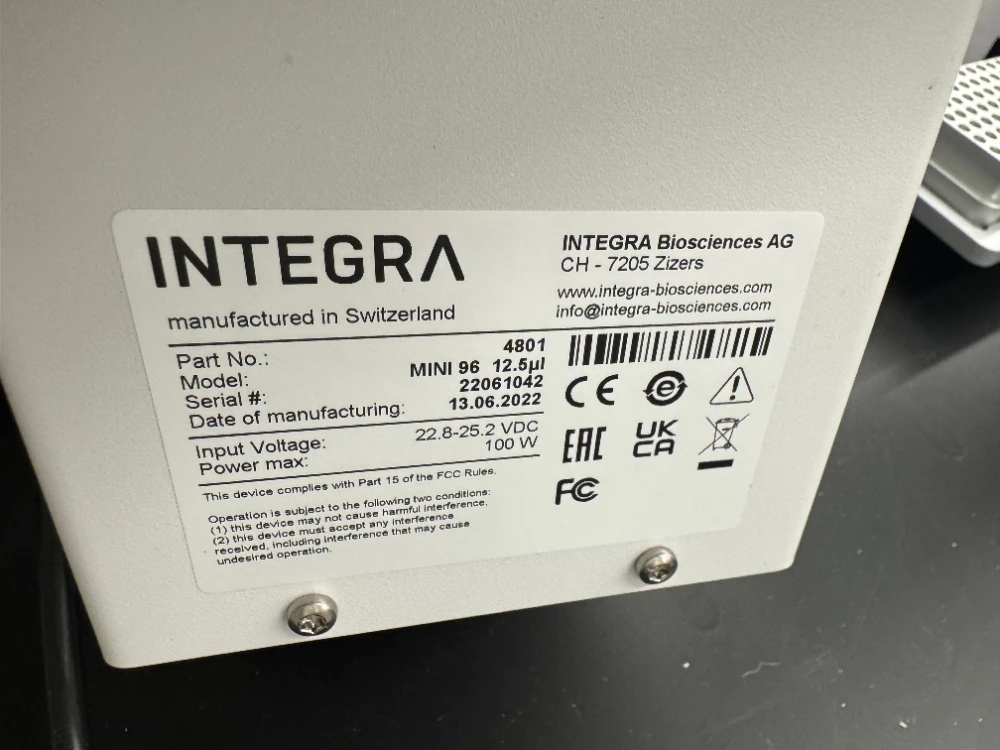 INTEGRA
INTEGRA Biosciences AG
CH - 7205 Zizers
www.integra-biosciences.com
info@integra-biosciences.com
manufactured in Switzerland
Part No.: 4801
Model: MINI 96 12.5µl
Serial #: 22061042
Date of manufacturing: 13.06.2022
Input Voltage: 22.8-25.2 VDC
Power max: 100 W
This device complies with Part 15 of the FCC Rules.
Operation is subject to the following two conditions:
(1) this device may not cause harmful interference,
(2) this device must accept any interference
received, including interference that may cause
undesired operation.
CE
e
EAC
UK
CA
FC